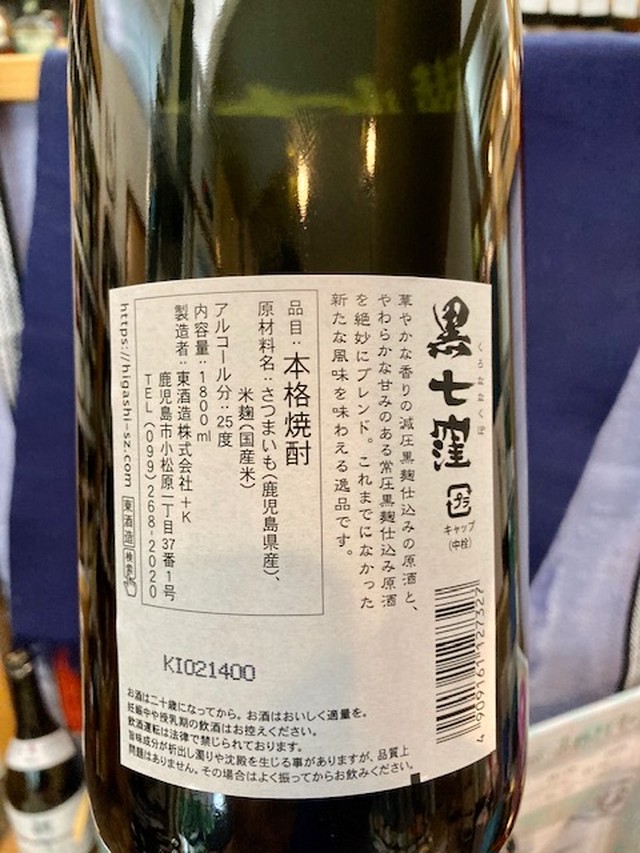 黒七窪
くろななくぼ
プラ
キャップ
(中栓)
華やかな香りの減圧黒麹仕込みの原酒と、
やわらかな甘みのある常圧黒麹仕込み原酒
を絶妙にブレンド。これまでになかった
新たな風味を味わえる逸品です。
品目：本格焼酎
原材料名：さつまいも(鹿児島県産)、
米麹(国産米)
アルコール分：25度
内容量：1800ml
製造者：東酒造株式会社 +K
鹿児島市小松原一丁目37番1号
TEL(099)268-2020
https://higashi-sz.com
東酒造 検索
KI021400
4 909161 127327
お酒は二十歳になってから。お酒はおいしく適量を。
妊娠中や授乳期の飲酒はお控えください。
飲酒運転は法律で禁じられております。
旨味成分が析出し濁りや沈殿を生じる事がありますが、品質上
問題はありません。その場合はよく振ってからお飲みください。